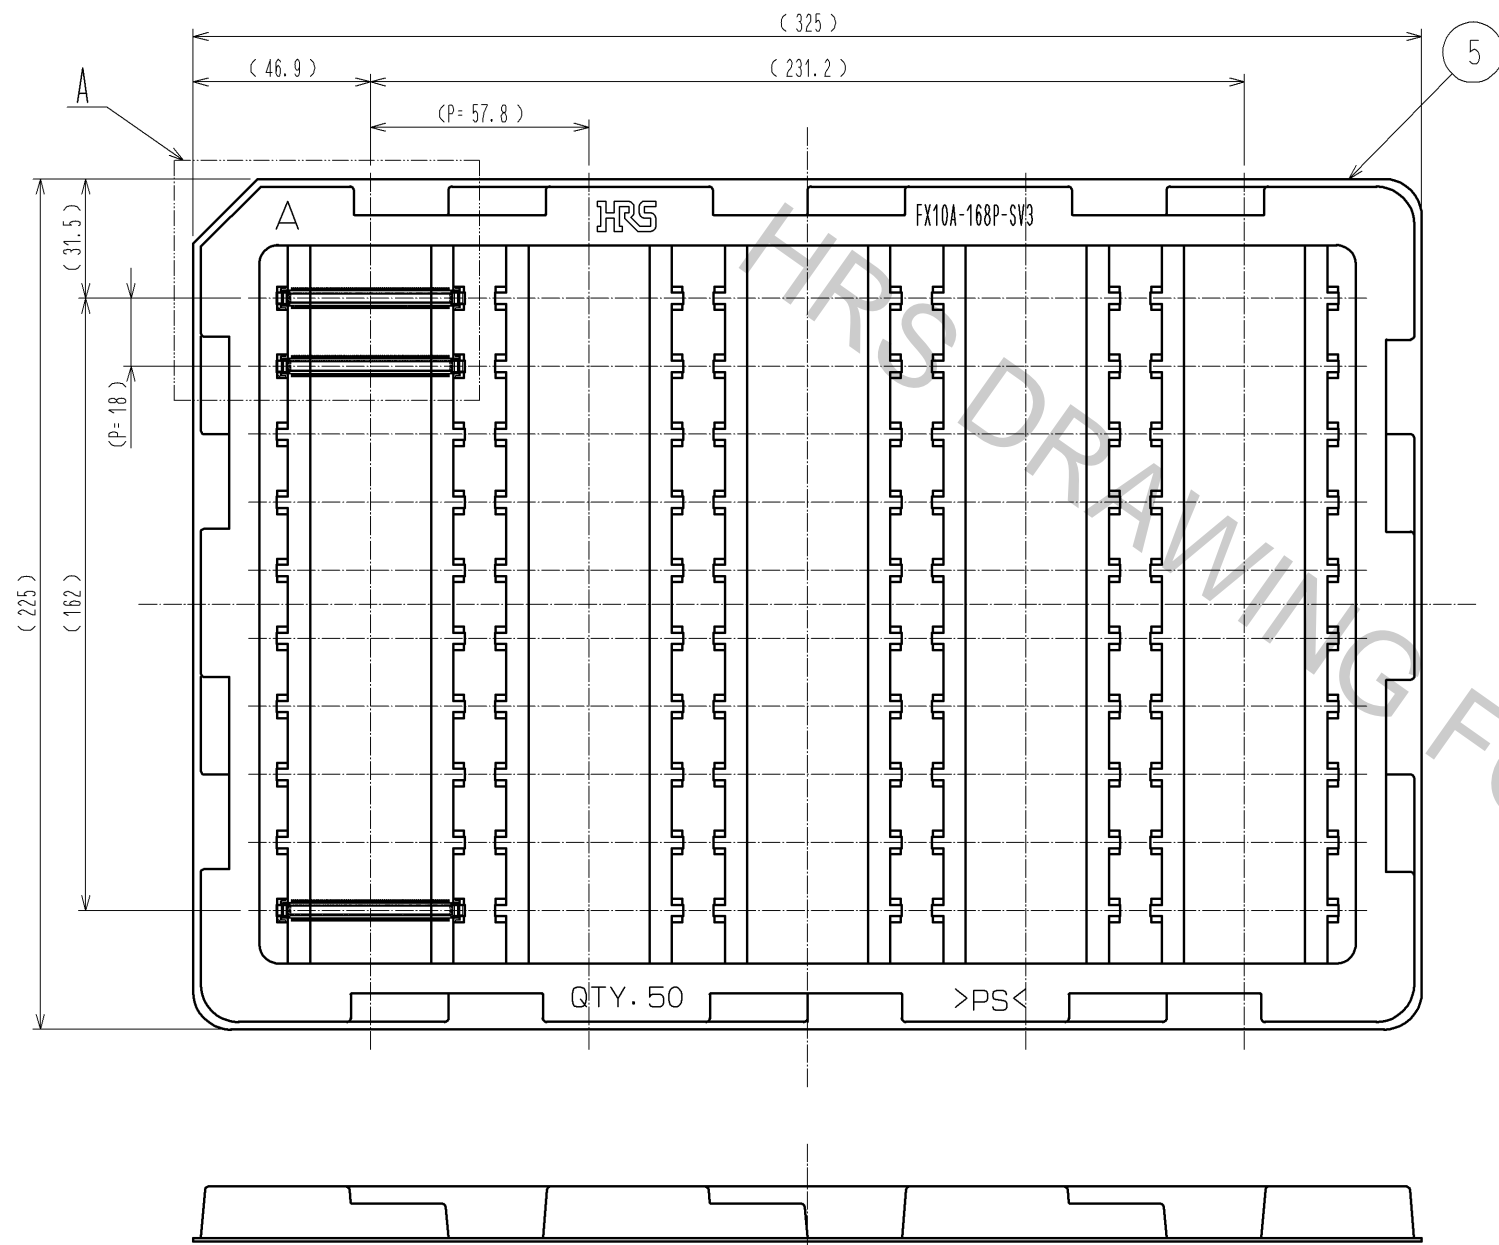 ( 325 )
5
( 46. 9 )
( 231. 2 )
A
(P= 57. 8 )
A
HRS
FX10A-168P-SV3
( 31. 5 )
(P= 18 )
( 225 )
( 162 )
HRS DRAWING
QTY. 50
>PS<